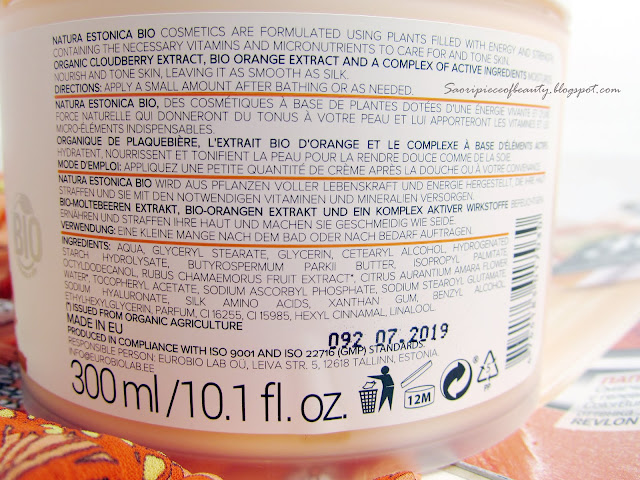 NATURA ESTONICA BIO COSMETICS ARE FORMULATED USING PLANTS FILLED WITH ENERGY AND STRENGTH,
CONTAINING THE NECESSARY VITAMINS AND MICRONUTRIENTS TO CARE FOR AND TONE SKIN.
ORGANIC CLOUDBERRY EXTRACT, BIO ORANGE EXTRACT AND A COMPLEX OF ACTIVE INGREDIENTS MOISTURIZE,
NOURISH AND TONE SKIN, LEAVING IT AS SMOOTH AS SILK.
DIRECTIONS: APPLY A SMALL AMOUNT AFTER BATHING OR AS NEEDED.
Saoripieceofbeauty.blogspot.com
NATURA ESTONICA BIO, DES COSMÉTIQUES À BASE DE PLANTES DOTÉES D'UNE ÉNERGIE VIVANTE ET D'UNE
FORCE NATURELLE QUI DONNERONT DU TONUS À VOTRE PEAU ET LUI APPORTERONT LES VITAMINES ET LES
MICRO-ÉLÉMENTS INDISPENSABLES.
ORGANIQUE DE PLAQUEBIÈRE, L'EXTRAIT BIO D'ORANGE ET LE COMPLEXE À BASE D'ÉLÉMENTS ACTIFS
HYDRATENT, NOURRISSENT ET TONIFIENT LA PEAU POUR LA RENDRE DOUCE COMME DE LA SOIE.
MODE D'EMPLOI: APPLIQUEZ UNE PETITE QUANTITÉ DE CRÈME APRÈS LA DOUCHE OU À VOTRE CONVENANCE.
NATURA ESTONICA BIO WIRD AUS PFLANZEN VOLLER LEBENSKRAFT UND ENERGIE HERGESTELLT, DIE IHRE HAUT
STRAFFEN UND SIE MIT DEN NOTWENDIGEN VITAMINEN UND MINERALIEN VERSORGEN.
BIO-MOLTEBEEREN EXTRAKT, BIO-ORANGEN EXTRAKT UND EIN KOMPLEX AKTIVER WIRKSTOFFE BEFEUCHTEN,
ERNÄHREN UND STRAFFEN IHRE HAUT UND MACHEN SIE GESCHMEIDIG WIE SEIDE.
VERWENDUNG: EINE KLEINE MANGE NACH DEM BAD ODER NACH BEDARF AUFTRAGEN.
BIO
INGREDIENTS: AQUA, GLYCERYL STEARATE, GLYCERIN, CETEARYL ALCOHOL, HYDROGENATED
STARCH HYDROLYSATE, BUTYROSPERMUM PARKII BUTTER, ISOPROPYL PALMITATE,
OCTYLDODECANOL, RUBUS CHAMAEMORUS FRUIT EXTRACT*, CITRUS AURANTIUM AMARA FLOWER
WATER*, TOCOPHERYL ACETATE, SODIUM ASCORBYL PHOSPHATE, SODIUM STEAROYL GLUTAMATE,
SODIUM HYALURONATE, SILK AMINO ACIDS, XANTHAN GUM, BENZYL ALCOHOL,
ETHYLHEXYLGLYCERIN, PARFUM, CI 16255, CI 15985, HEXYL CINNAMAL, LINALOOL.
(*) ISSUED FROM ORGANIC AGRICULTURE
MADE IN EU
092 07.2019
PRODUCED IN COMPLIANCE WITH ISO 9001 AND ISO 22716 (GMP) STANDARDS.
RESPONSIBLE PERSON: EUROBIO LAB OÜ, LEIVA STR. 5, 12618 TALLINN, ESTONIA.
INFO@EUROBIOLAB.EE
300 ml / 10.1 fl. oz.
12M
5
PP
REVLON